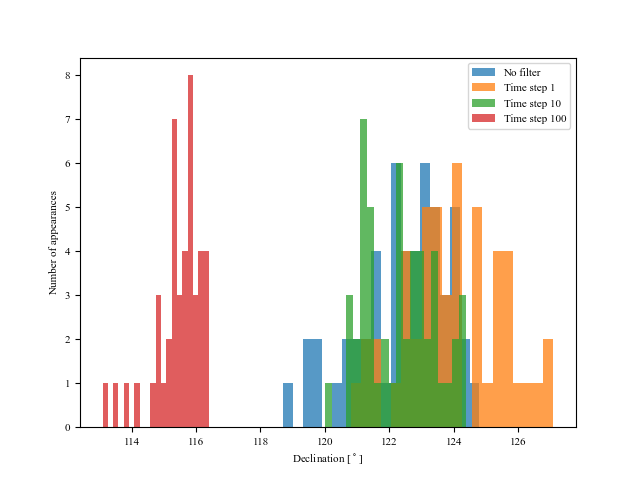 No filter
Time step 1
Time step 10
Time step 100
8
7
6
5
4
3
2
1
0
Number of appearances
114 116 118 120 122 124 126
Declination [°]